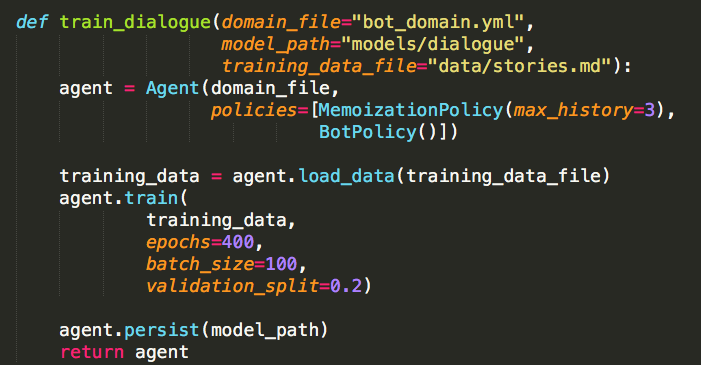 def train_dialogue(domain_file="bot_domain.yml",
                   model_path="models/dialogue",
                   training_data_file="data/stories.md"):
    agent = Agent(domain_file,
                  policies=[MemoizationPolicy(max_history=3),
                            BotPolicy()])

    training_data = agent.load_data(training_data_file)
    agent.train(
            training_data,
            epochs=400,
            batch_size=100,
            validation_split=0.2)

    agent.persist(model_path)
    return agent